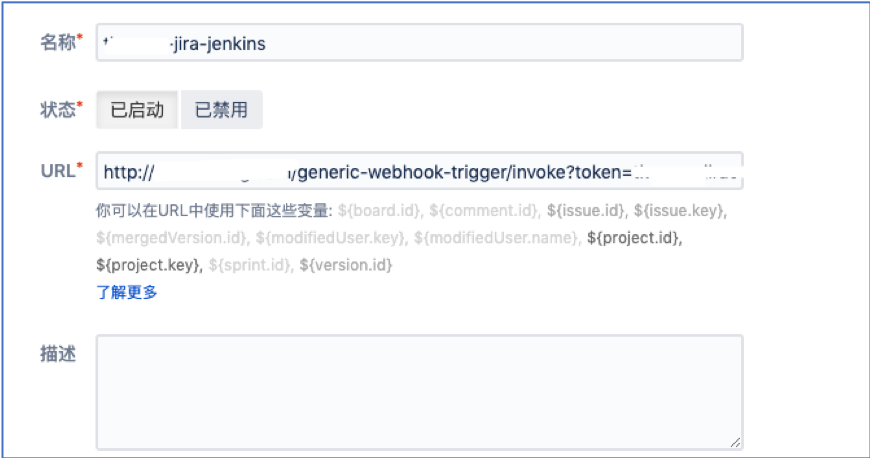 名称* -jira-jenkins
状态* 已启动 已禁用
URL* http:// /generic-webhook-trigger/invoke?token=
你可以在URL中使用下面这些变量: ${board.id}, ${comment.id}, ${issue.id}, ${issue.key},
${mergedVersion.id}, ${modifiedUser.key}, ${modifiedUser.name}, ${project.id},
${project.key}, ${sprint.id}, ${version.id}
了解更多
描述